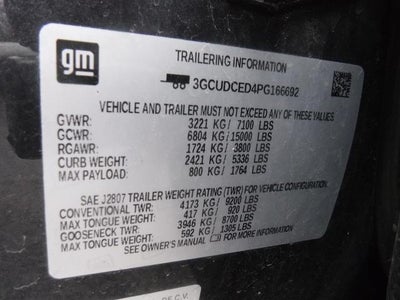 gm
TRAILERING INFORMATION
3GCUDCED4PG166692
VEHICLE AND TRAILER MUST NOT EXCEED ANY OF THESE VALUES
GVWR: 3221 KG/ 7100 LBS
GCWR: 6804 KG/15000 LBS
RGAWR: 1724 KG/ 3800 LBS
CURB WEIGHT: 2421 KG/ 5336 LBS
MAX PAYLOAD: 800 KG/ 1764 LBS
SAE J2807 TRAILER WEIGHT RATING (TWR) FOR VEHICLE CONFIGURATION.
CONVENTIONAL TWR: 4173 KG/ 9200 LBS
MAX TONGUE WEIGHT: 417 KG/ 920 LBS
GOOSENECK TWR: 3946 KG/ 8700 LBS
MAX TONGUE WEIGHT: 592 KG/ 1305 LBS
SEE OWNER'S MANUAL FOR MORE INFORMATION
DE C.V.